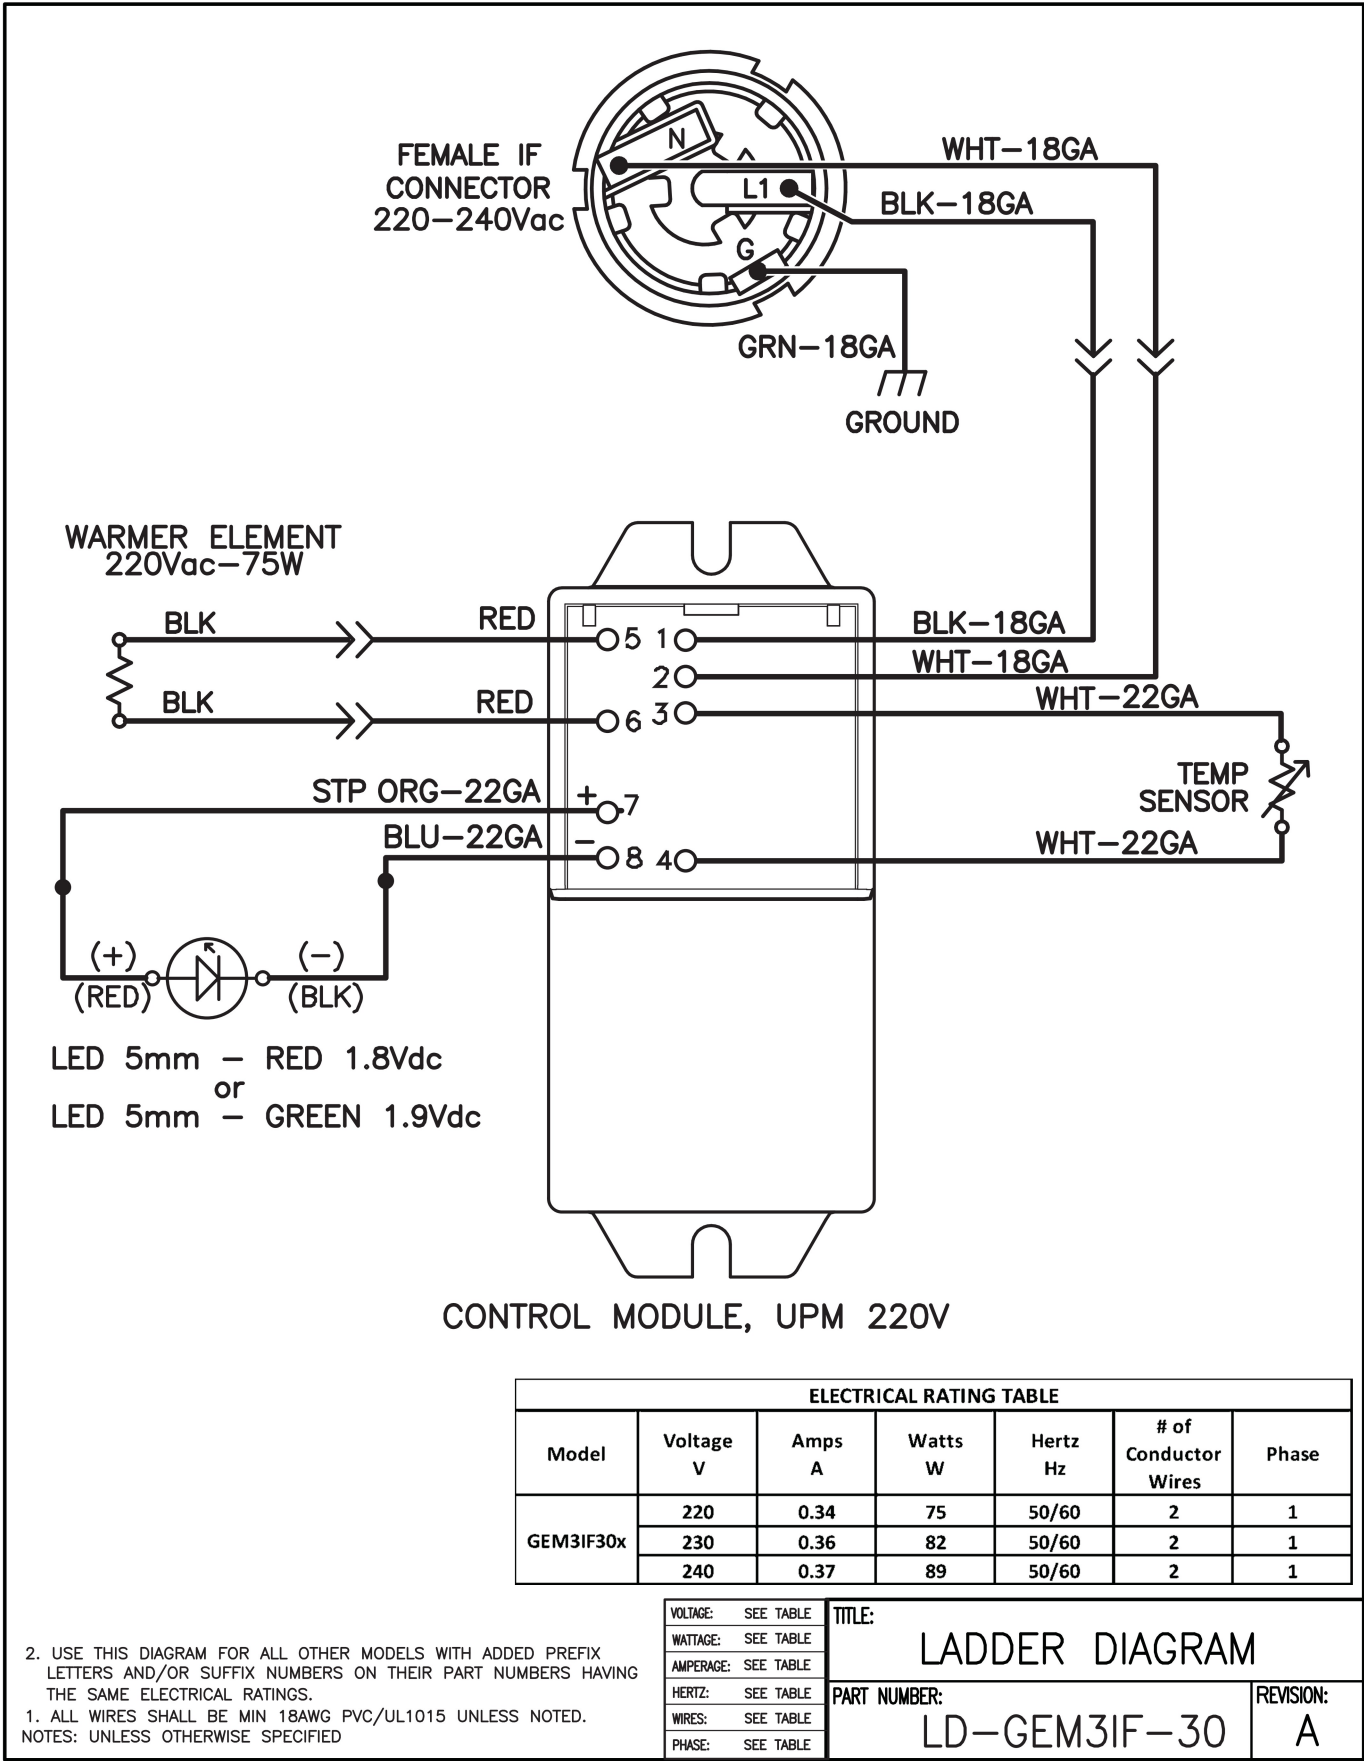 FEMALE IF
CONNECTOR
220-240Vac
N
L1
G
WHT-18GA
BLK-18GA
GRN-18GA
GROUND
WARMER ELEMENT
220Vac-75W
BLK
RED
5
1
BLK-18GA
2
WHT-18GA
BLK
RED
6
3
WHT-22GA
TEMP
SENSOR
STP ORG-22GA
+
7
BLU-22GA
-
8
4
WHT-22GA
(+)
(RED)
(-)
(BLK)
LED 5mm - RED 1.8Vdc
or
LED 5mm - GREEN 1.9Vdc
CONTROL MODULE, UPM 220V
ELECTRICAL RATING TABLE
Model Voltage V Amps A Watts W Hertz Hz # of Conductor Wires Phase
GEM3IF30x
220 0.34 75 50/60 2 1
230 0.36 82 50/60 2 1
240 0.37 89 50/60 2 1
2. USE THIS DIAGRAM FOR ALL OTHER MODELS WITH ADDED PREFIX
LETTERS AND/OR SUFFIX NUMBERS ON THEIR PART NUMBERS HAVING
THE SAME ELECTRICAL RATINGS.
1. ALL WIRES SHALL BE MIN 18AWG PVC/UL1015 UNLESS NOTED.
NOTES: UNLESS OTHERWISE SPECIFIED
VOLTAGE: SEE TABLE
WATTAGE: SEE TABLE
AMPERAGE: SEE TABLE
HERTZ: SEE TABLE
WIRES: SEE TABLE
PHASE: SEE TABLE
TITLE:
LADDER DIAGRAM
PART NUMBER:
LD-GEM3IF-30
REVISION:
A